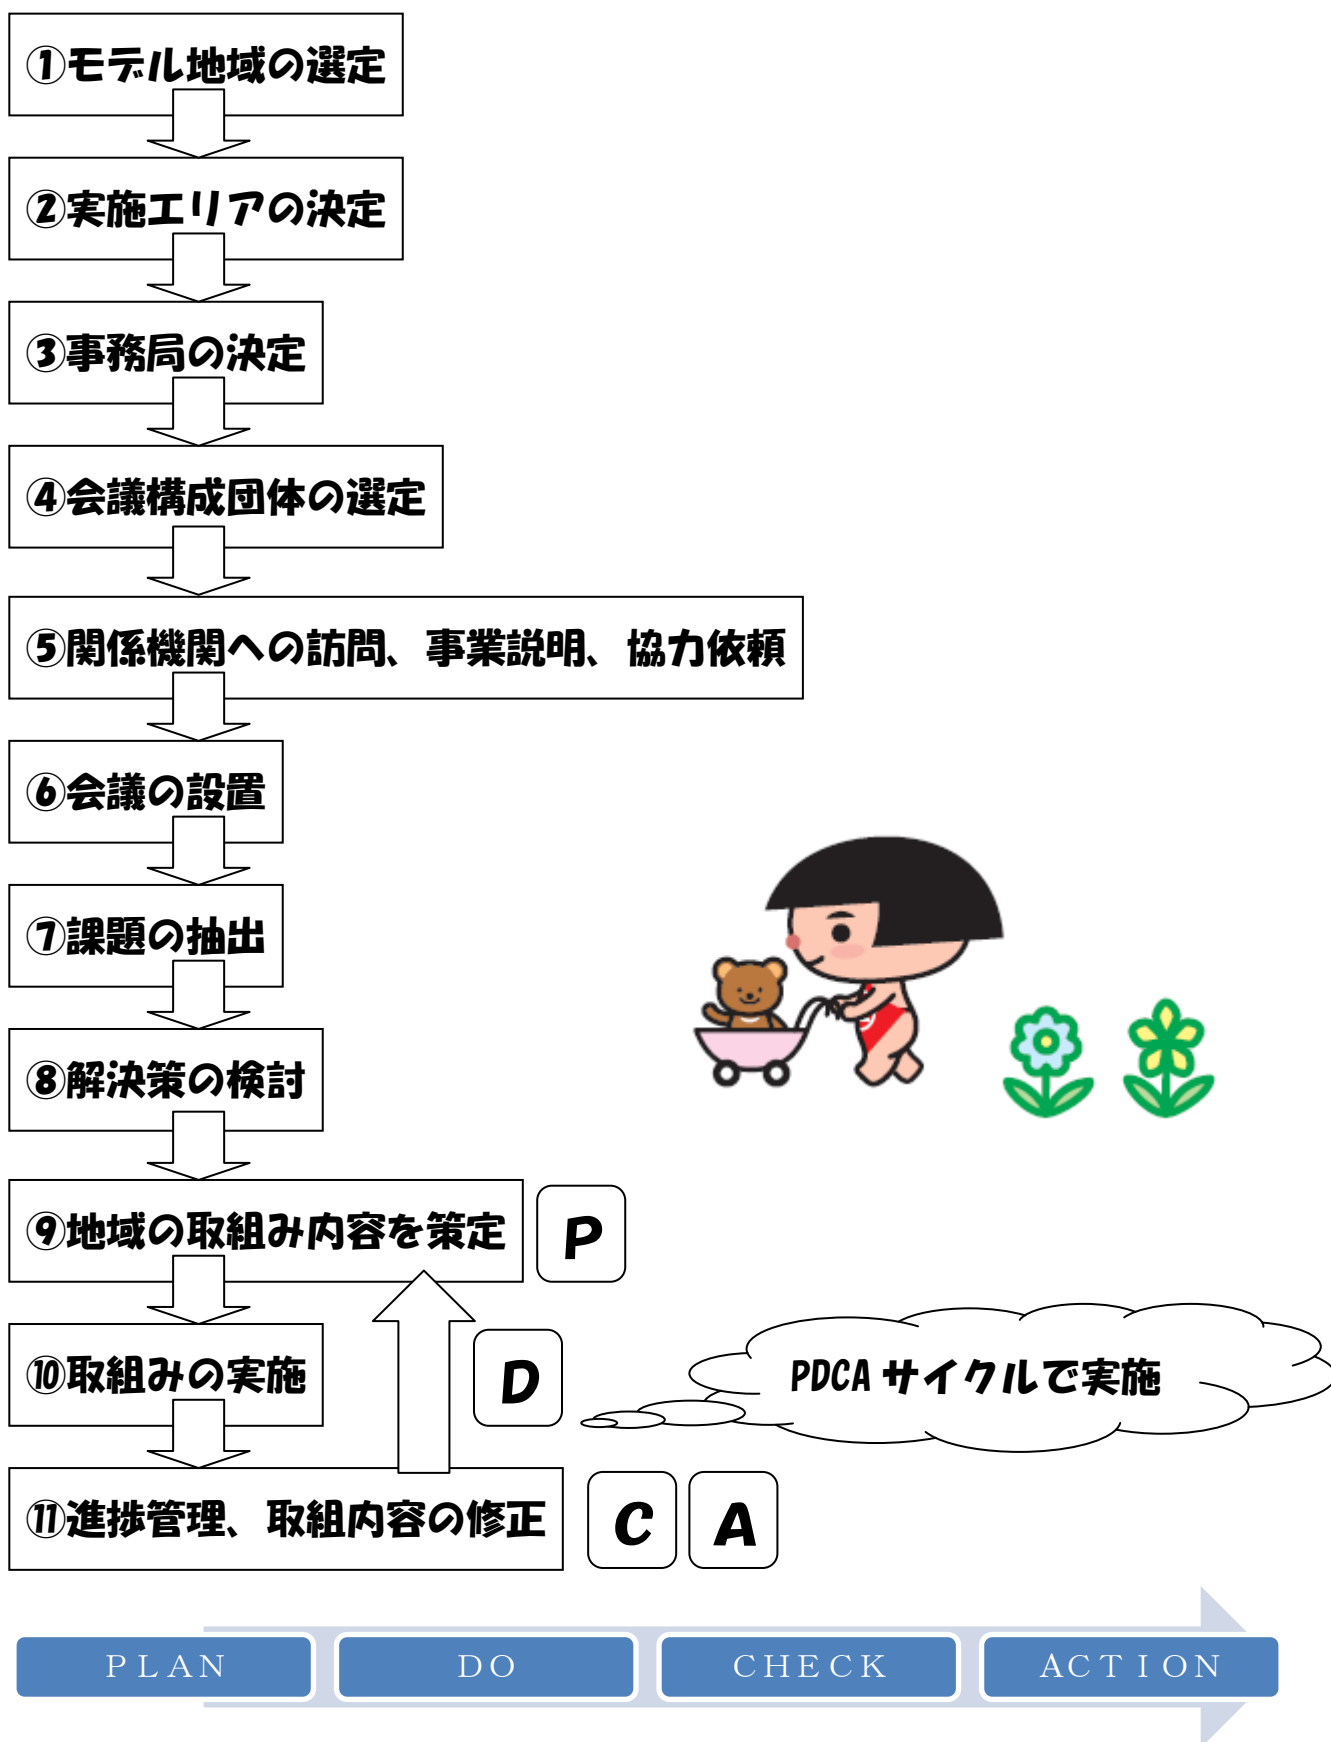 ①モデル地域の選定
②実施エリアの決定
③事務局の決定
④会議構成団体の選定
⑤関係機関への訪問、事業説明、協力依頼
⑥会議の設置
⑦課題の抽出
⑧解決策の検討
⑨地域の取組み内容を策定
P
⑩取組みの実施
D
PDCAサイクルで実施
⑪進捗管理、取組内容の修正
C
A
ＰＬＡＮ
ＤＯ
ＣＨＥＣＫ
ＡＣＴＩＯＮ